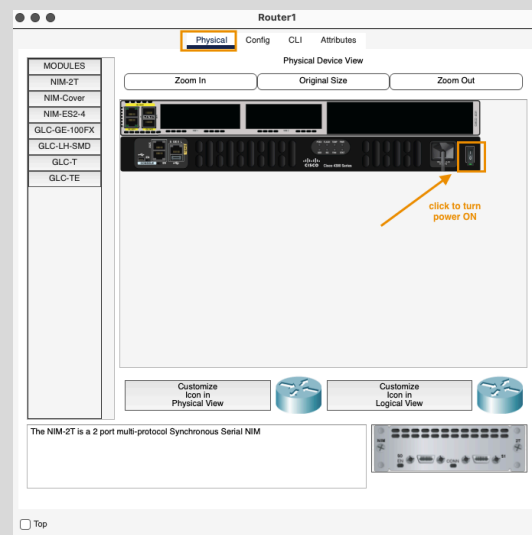 Router1
Physical Config CLI Attributes
MODULES
NIM-2T
NIM-Cover
NIM-ES2-4
GLC-GE-100FX
GLC-LH-SMD
GLC-T
GLC-TE
Physical Device View
Zoom In Original Size Zoom Out
CISCO
click to turn
power ON
Customize
Icon in
Physical View
Customize
Icon in
Logical View
The NIM-2T is a 2 port multi-protocol Synchronous Serial NIM
Top